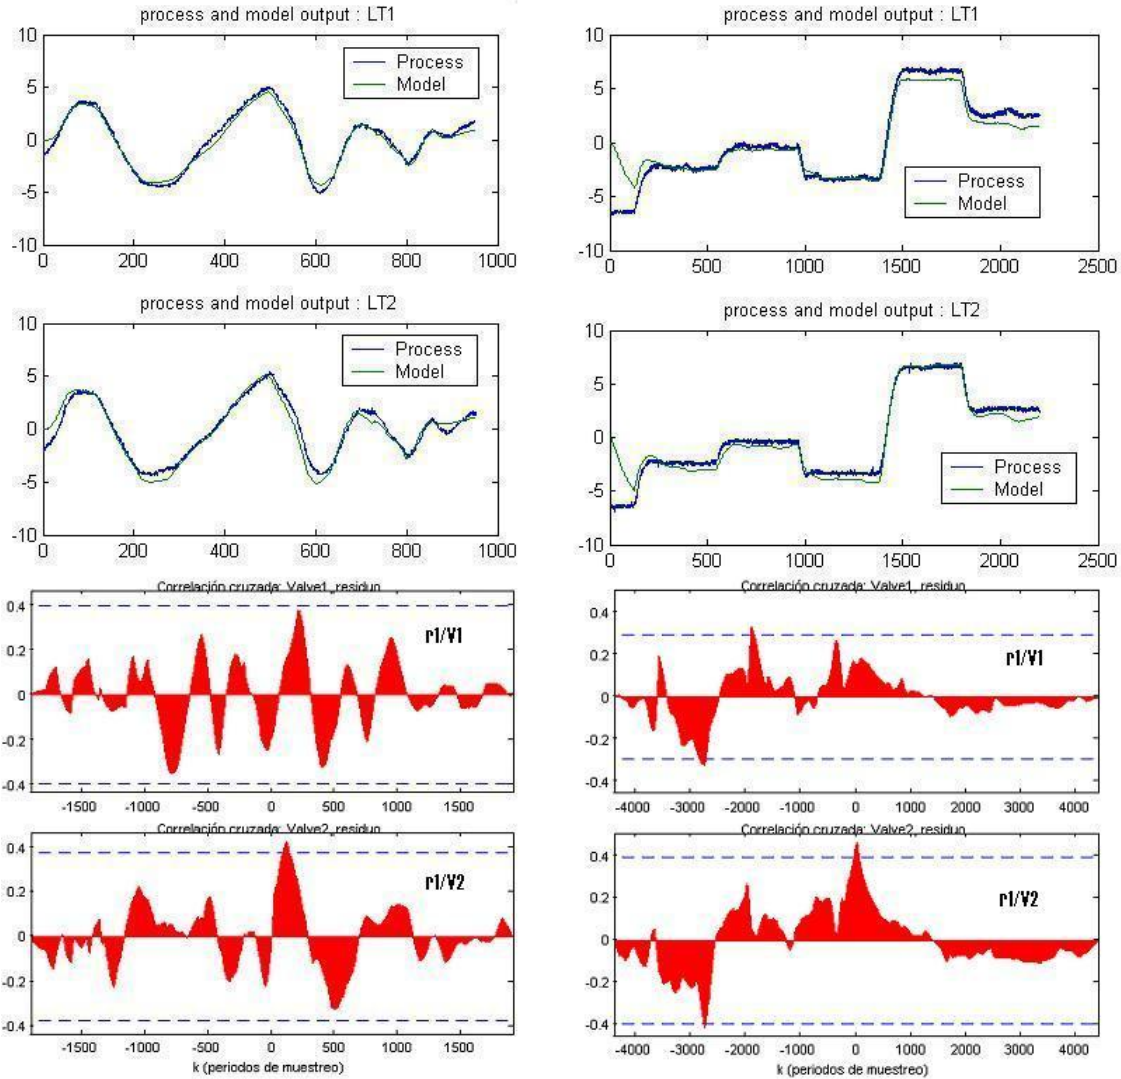 process and model output : LT1
10
5
0
-5
-10
Process
Model
0 200 400 600 800 1000
process and model output : LT1
10
5
0
-5
-10
Process
Model
0 500 1000 1500 2000 2500
process and model output : LT2
10
5
0
-5
-10
Process
Model
0 200 400 600 800 1000
process and model output : LT2
10
5
0
-5
-10
Process
Model
0 500 1000 1500 2000 2500
Correlación cruzada: Valve1, residuo
0.4
0.2
0
-0.2
-0.4
r1/V1
-1500 -1000 -500 0 500 1000 1500
Correlación cruzada: Valve1, residuo
0.4
0.2
0
-0.2
-0.4
r1/V1
-4000 -3000 -2000 -1000 0 1000 2000 3000 4000
Correlación cruzada: Valve2, residuo
0.4
0.2
0
-0.2
-0.4
r1/V2
-1500 -1000 -500 0 500 1000 1500
k (periodos de muestreo)
Correlación cruzada: Valve2, residuo
0.4
0.2
0
-0.2
-0.4
r1/V2
-4000 -3000 -2000 -1000 0 1000 2000 3000 4000
k (periodos de muestreo)